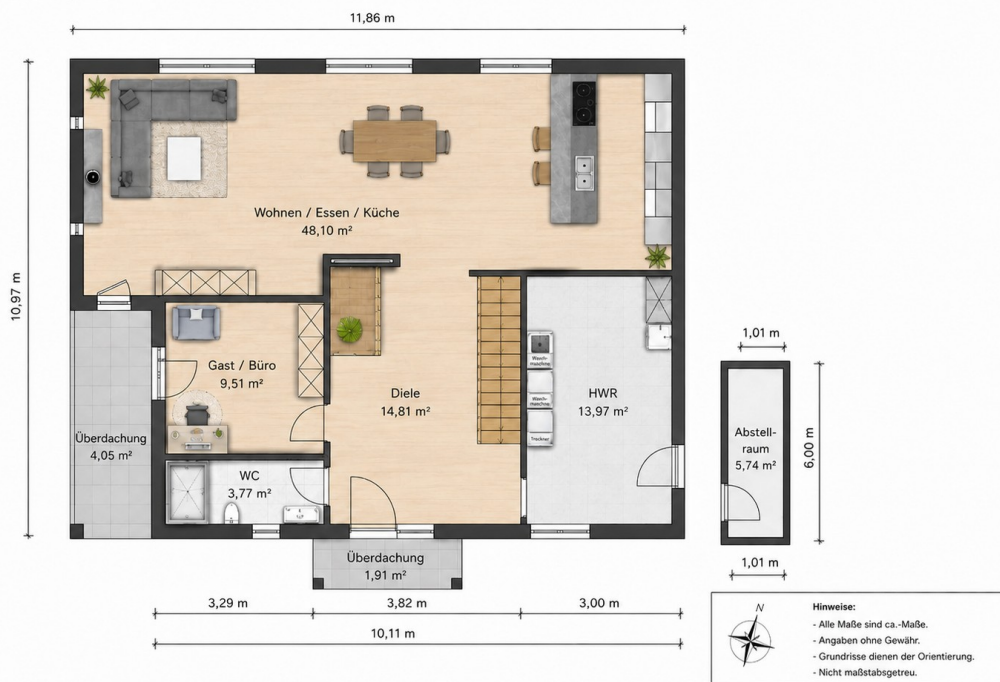 11,86 m
10,97 m
Wohnen / Essen / Küche
48,10 m²
Gast / Büro
9,51 m²
Diele
14,81 m²
HWR
13,97 m²
Trockner
Überdachung
4,05 m²
WC
3,77 m²
Überdachung
1,91 m²
3,29 m
3,82 m
3,00 m
10,11 m
1,01 m
Abstell-
raum
5,74 m²
6,00 m
1,01 m
N
Hinweise:
- Alle Maße sind ca.-Maße.
- Angaben ohne Gewähr.
- Grundrisse dienen der Orientierung.
- Nicht maßstabsgetreu.